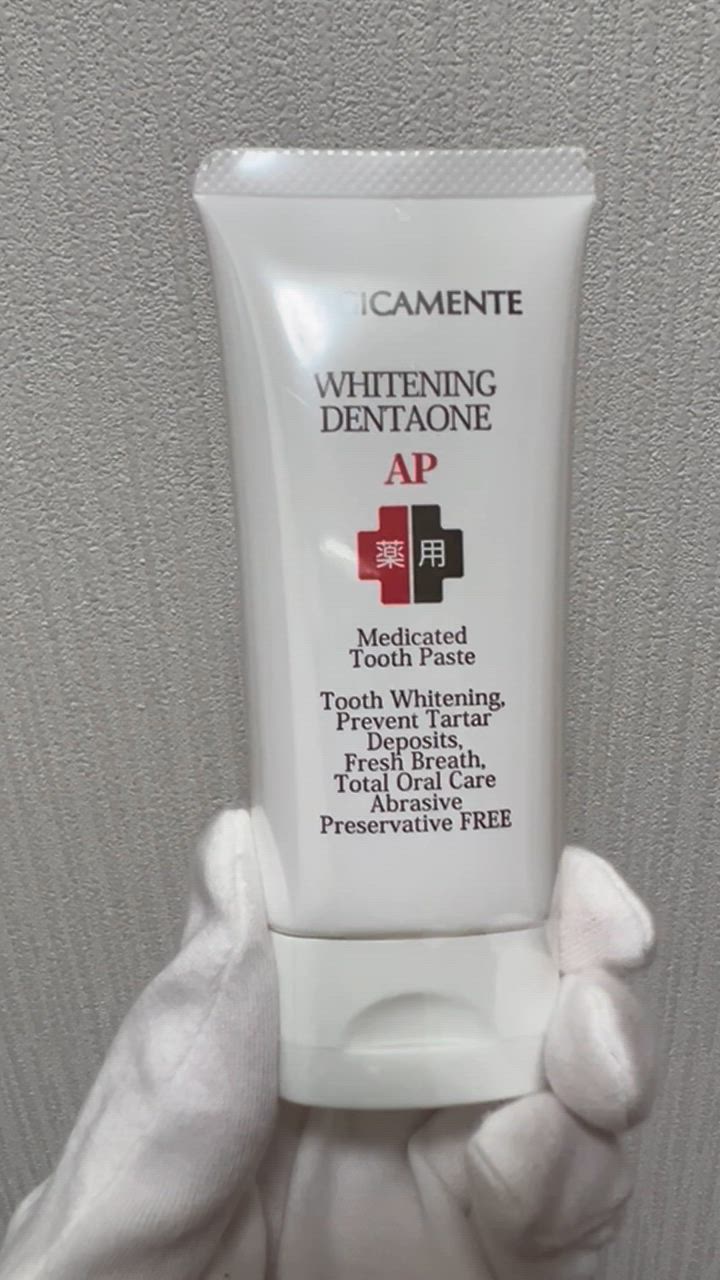 WHITENING
DENTAONE
AP
薬用
Medicated
Tooth Paste
Tooth Whitening,
Prevent Tartar
Deposits,
Fresh Breath,
Total Oral Care
Abrasive
Preservative FREE